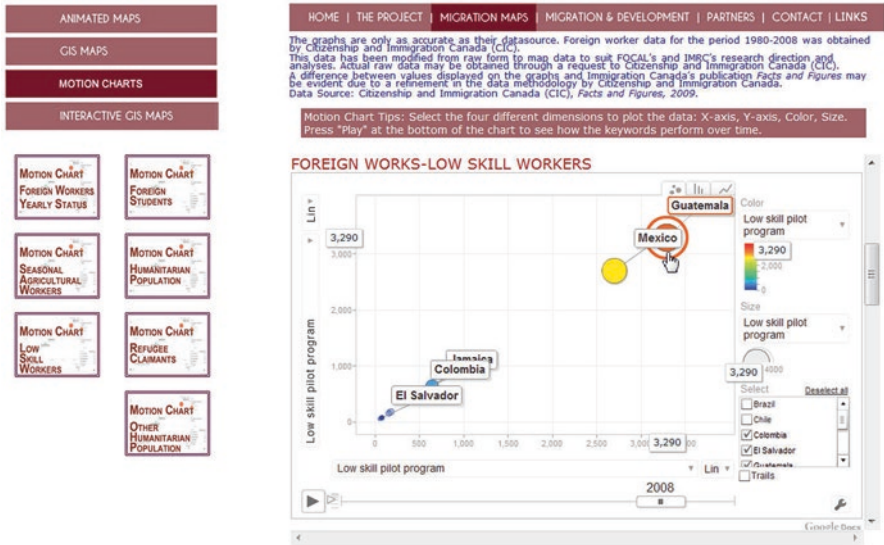 ANIMATED MAPS
GIS MAPS
MOTION CHARTS
INTERACTIVE GIS MAPS
MOTION CHART
FOREIGN WORKERS
YEARLY STATUS
MOTION CHART
FOREIGN
STUDENTS
MOTION CHART
SEASONAL
AGRICULTURAL
WORKERS
MOTION CHART
HUMANITARIAN
POPULATION
MOTION CHART
LOW
SKILL
WORKERS
MOTION CHART
REFUGEE
CLAIMANTS
MOTION CHART
OTHER
HUMANITARIAN
POPULATION
HOME | THE PROJECT | MIGRATION MAPS | MIGRATION & DEVELOPMENT | PARTNERS | CONTACT | LINKS
The graphs are only as accurate as their datasource. Foreign worker data for the period 1980-2008 was obtained
by Citizenship and Immigration Canada (CIC).
This data has been modified from raw form to map data to suit FOCAL's and IMRC's research direction and
analyses. Actual raw data may be obtained through a request to Citizenship and Immigration Canada (CIC).
A difference between values displayed on the graphs and Immigration Canada's publication Facts and Figures may
be evident due to a refinement in the data methodology by Citizenship and Immigration Canada.
Data Source: Citizenship and Immigration Canada (CIC), Facts and Figures, 2009.
Motion Chart Tips: Select the four different dimensions to plot the data: X-axis, Y-axis, Color, Size.
Press "Play" at the bottom of the chart to see how the keywords perform over time.
FOREIGN WORKS-LOW SKILL WORKERS
Lin
3,290
3,000
2,000
1,000
0
Low skill pilot program
Guatemala
Mexico
Jamaica
Colombia
El Salvador
0 500 1,000 1,500 2,000 2,500 3,0 3,290
Low skill pilot program Lin
2008
Color
Low skill pilot
program
3,290
2,000
0
Size
Low skill pilot
program
4000
3,290
Select Deselect all
Brazil
Chile
Colombia
El Salvador
Guatemala
Trails
Google Docs